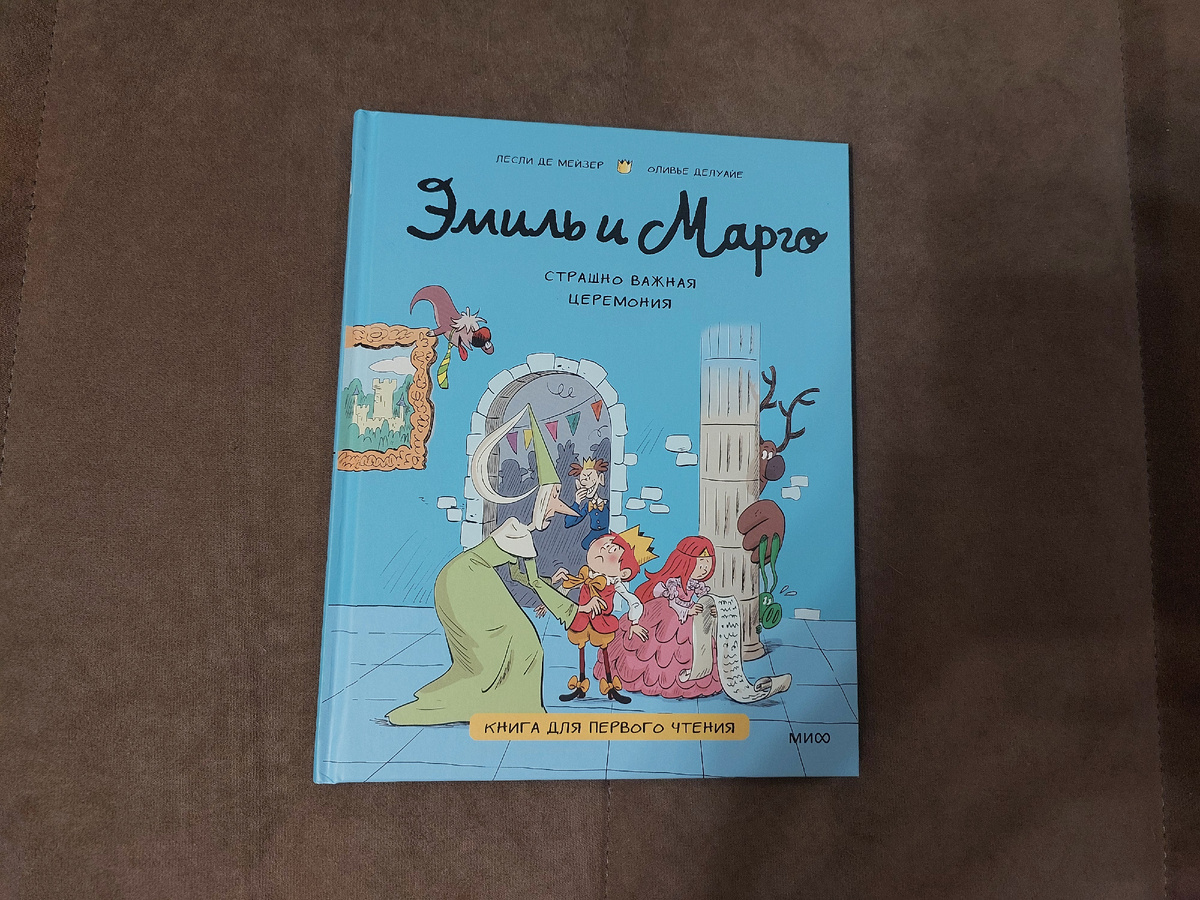 ЛЕСЛИ ДЕ МЕЙЗЕР ОЛИВЬЕ ДЕЛУАЙЕ
Эмиль и Марго
СТРАШНО ВАЖНАЯ
ЦЕРЕМОНИЯ
КНИГА ДЛЯ ПЕРВОГО ЧТЕНИЯ
МИФ